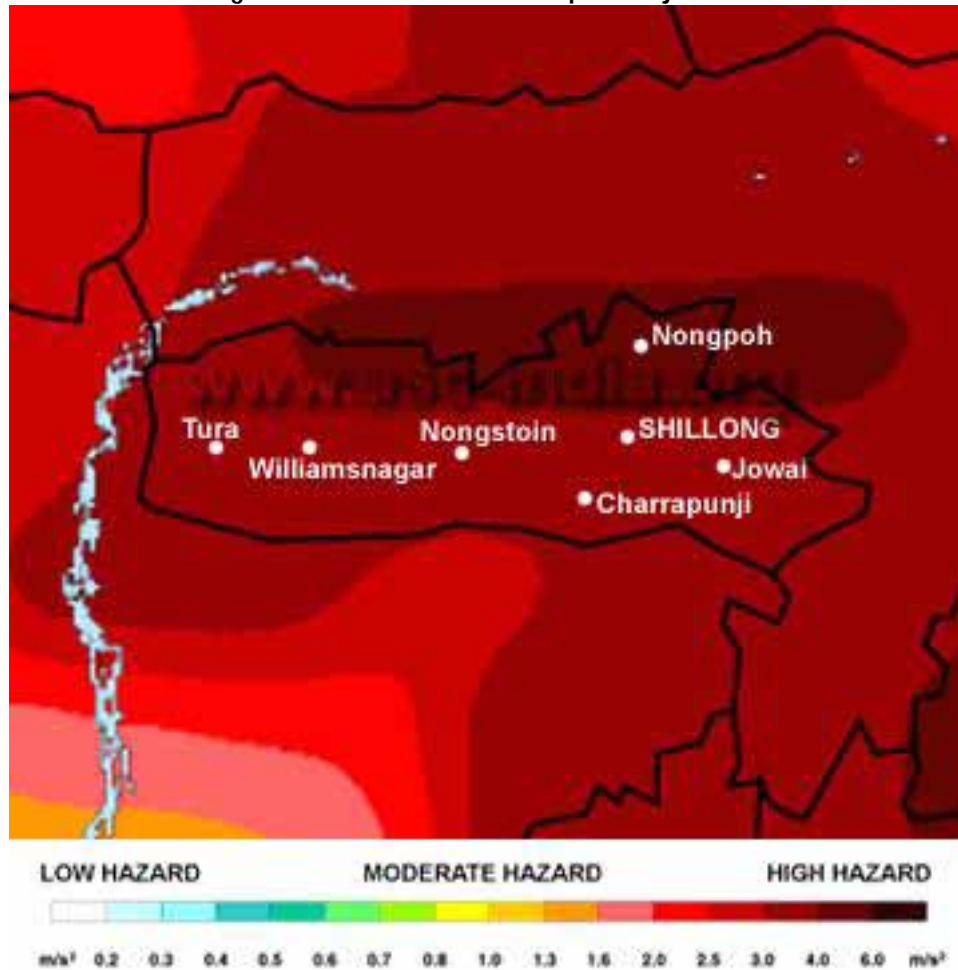 Nongpoh
Tura
Nongstoin
SHILLONG
Williamsnagar
Jowai
Charrapunji
LOW HAZARD MODERATE HAZARD HIGH HAZARD
m/s² 0.2 0.3 0.4 0.5 0.6 0.7 0.8 1.0 1.3 1.6 2.0 2.5 3.0 4.0 6.0 m/s²